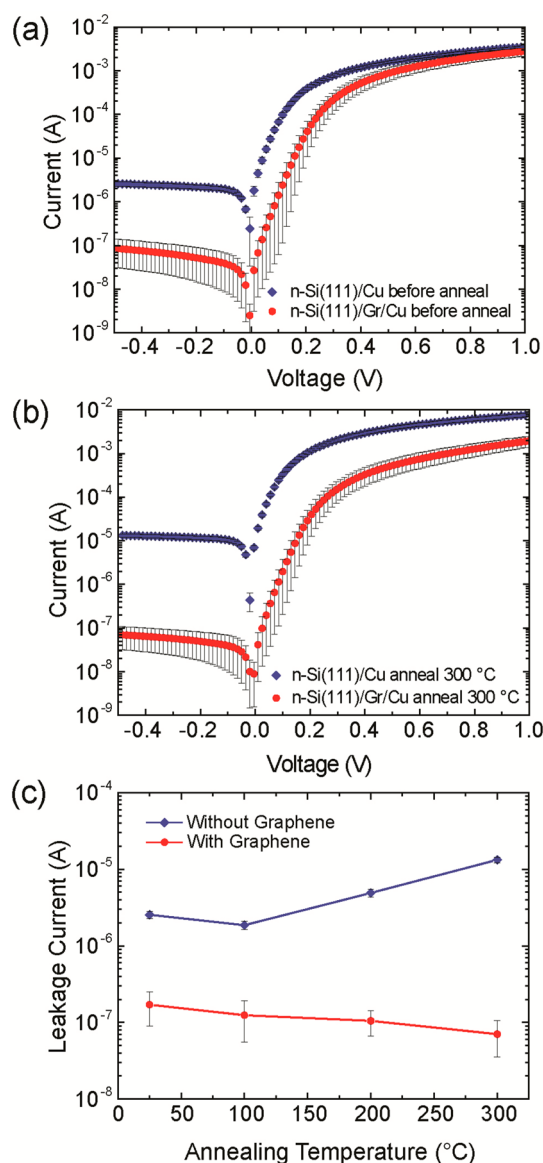 (a)
10⁻²
10⁻³
10⁻⁴
10⁻⁵
10⁻⁶
10⁻⁷
10⁻⁸
10⁻⁹
Current (A)
n-Si(111)/Cu before anneal
n-Si(111)/Gr/Cu before anneal
-0.4 -0.2 0.0 0.2 0.4 0.6 0.8 1.0
Voltage (V)
(b)
10⁻²
10⁻³
10⁻⁴
10⁻⁵
10⁻⁶
10⁻⁷
10⁻⁸
10⁻⁹
Current (A)
n-Si(111)/Cu anneal 300 °C
n-Si(111)/Gr/Cu anneal 300 °C
-0.4 -0.2 0.0 0.2 0.4 0.6 0.8 1.0
Voltage (V)
(c)
10⁻⁴
10⁻⁵
10⁻⁶
10⁻⁷
10⁻⁸
Leakage Current (A)
Without Graphene
With Graphene
0 50 100 150 200 250 300
Annealing Temperature (°C)